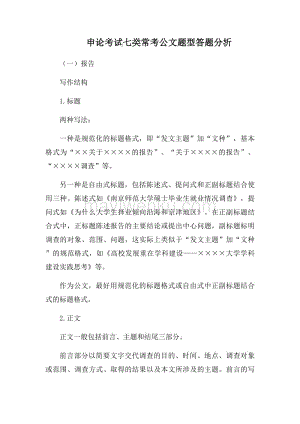 申论考试七类常考公文题型答题分析
（一）报告
写作结构
1.标题
两种写法：
一种是规范化的标题格式，即“发文主题”加“文种”，基本
格式为“××关于××××的报告”、“关于××××的报告”、
“××××调查”等。
另一种是自由式标题，包括陈述式、提问式和正副标题结合使
用三种。陈述式如《南京师范大学硕士毕业生就业情况调查》，提
问式如《为什么大学生择业倾向沿海和京津地区》，在正副标题结
合式中，正标题陈述报告的主要结论或提出中心问题，副标题标明
调查的对象、范围、问题，这实际上类似于“发文主题”加“文种”
的规范格式，如《高校发展重在学科建设——××××大学学科
建设实践思考》等。
作为公文，最好用规范化的标题格式或自由式中正副标题结合
式的标题格式。
2.正文
正文一般包括前言、主题和结尾三部分。
前言部分以简要文字交代调查的目的、时间、地点，调查对象
或范围、调查方式、取得的结果以及本文所涉及的主题。前言的写